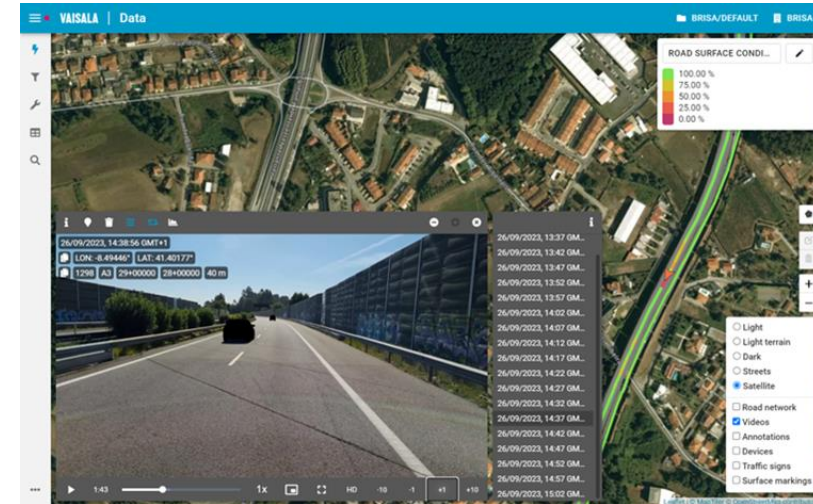 VAISALA | Data
BRISA/DEFAULT
BRISA
ROAD SURFACE CONDI...
100.00 %
75.00 %
50.00 %
25.00 %
0.00 %
26/09/2023, 14:38:56 GMT+1
LON: -8.49446° LAT: 41.40177°
1298 A3 29+00000 28+00000 40 m
1:43 1x HD -10 -1 +1 +10
26/09/2023, 13:37 GM...
26/09/2023, 13:42 GM...
26/09/2023, 13:47 GM...
26/09/2023, 13:52 GM...
26/09/2023, 13:57 GM...
26/09/2023, 14:02 GM...
26/09/2023, 14:07 GM...
26/09/2023, 14:12 GM...
26/09/2023, 14:17 GM...
26/09/2023, 14:22 GM...
26/09/2023, 14:27 GM...
26/09/2023, 14:32 GM...
26/09/2023, 14:37 GM...
26/09/2023, 14:42 GM...
26/09/2023, 14:47 GM...
26/09/2023, 14:52 GM...
26/09/2023, 14:57 GM...
26/09/2023, 15:02 GM...
Light
Light terrain
Dark
Streets
Satellite
Road network
Videos
Annotations
Devices
Traffic signs
Surface markings